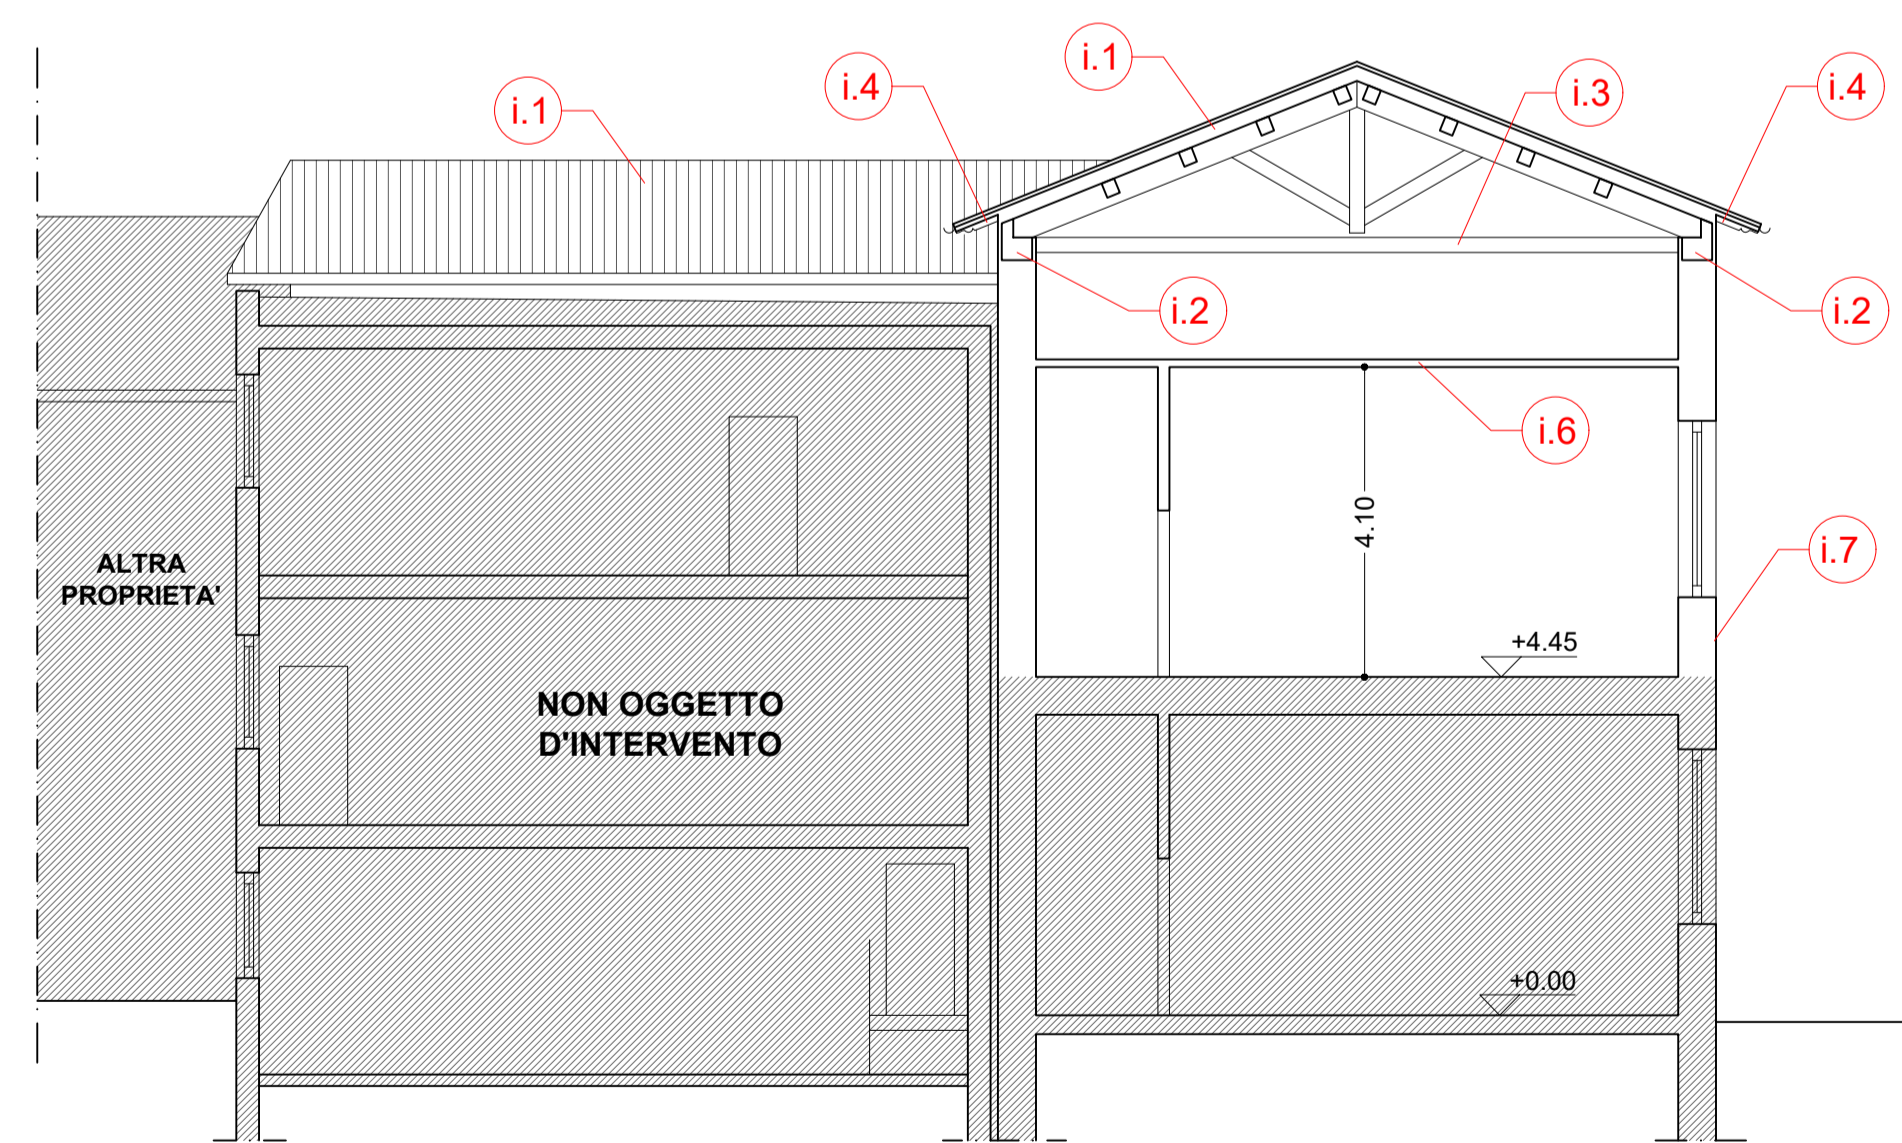 i.1
i.4
i.1
i.3
i.4
i.2
i.2
i.6
4.10
i.7
ALTRA
PROPRIETA'
+4.45
NON OGGETTO
D'INTERVENTO
+0.00